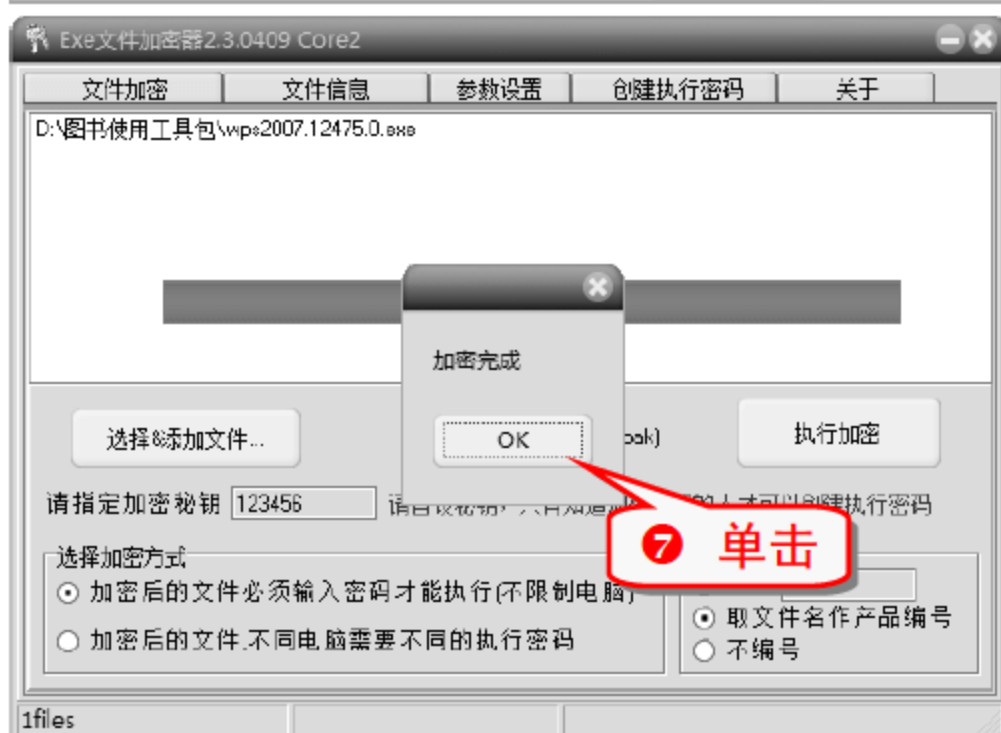 Exe文件加密器2.3.0409 Core2
文件加密 文件信息 参数设置 创建执行密码 关于
D:\图书使用工具包\wps2007.12475.0.exe
加密完成
OK
选择&添加文件...
bak)
执行加密
请指定加密秘钥 123456
可以创建执行密码
❼ 单击
选择加密方式
加密后的文件必须输入密码才能执行(不限制电脑)
取文件名作产品编号
加密后的文件.不同电脑需要不同的执行密码
不编号
1files